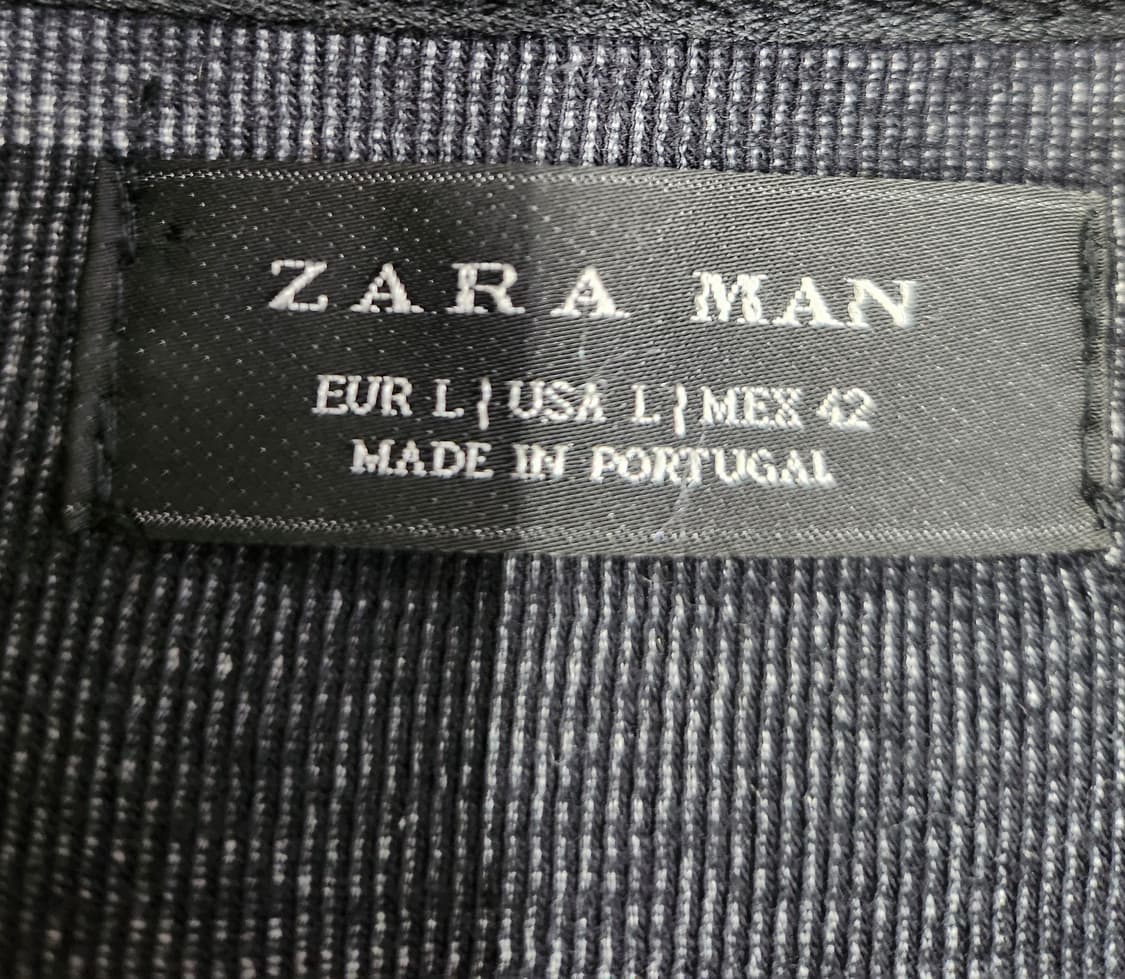 ZARA MAN
EUR L | USA L | MEX 42
MADE IN PORTUGAL